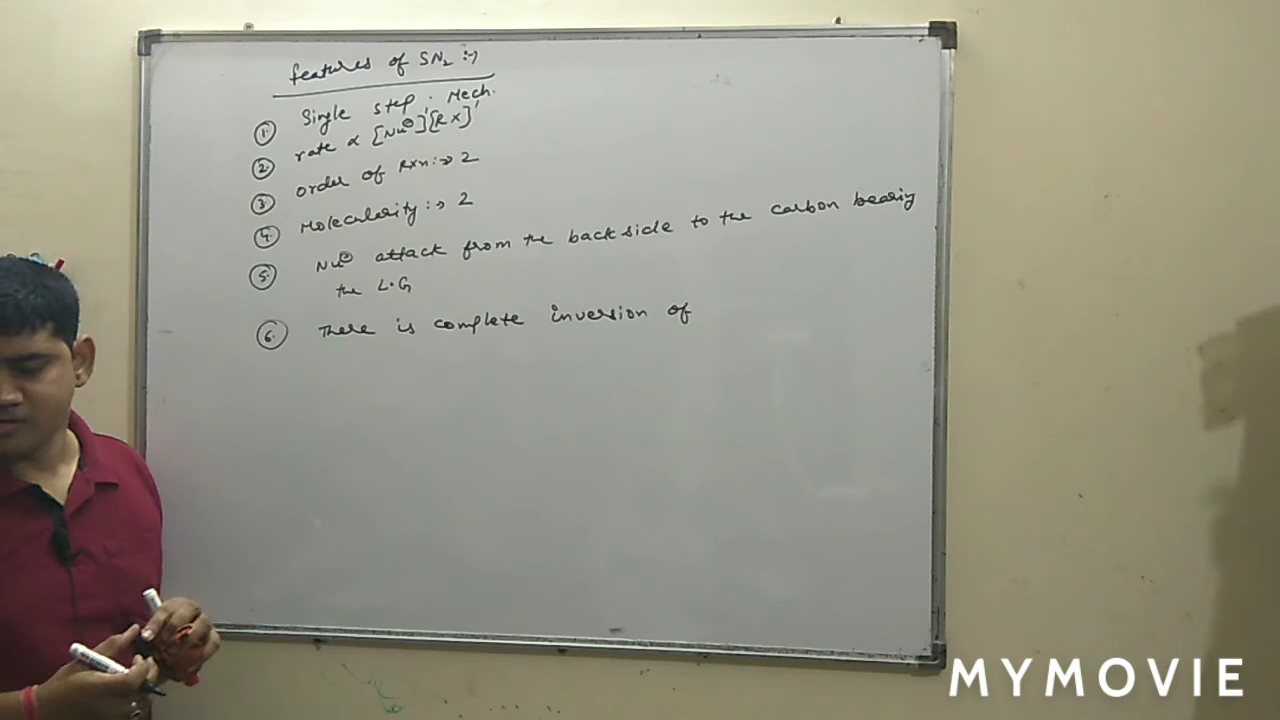 features of SN₂ :→
① Single step Mech.
② rate ∝ [Nu⊖]¹[RX]¹
③ order of Rxn :→ 2
④ Molecularity :→ 2
⑤ Nu⊖ attack from the back side to the carbon bearing
the L.G
⑥ There is complete inversion of
MYMOVIE